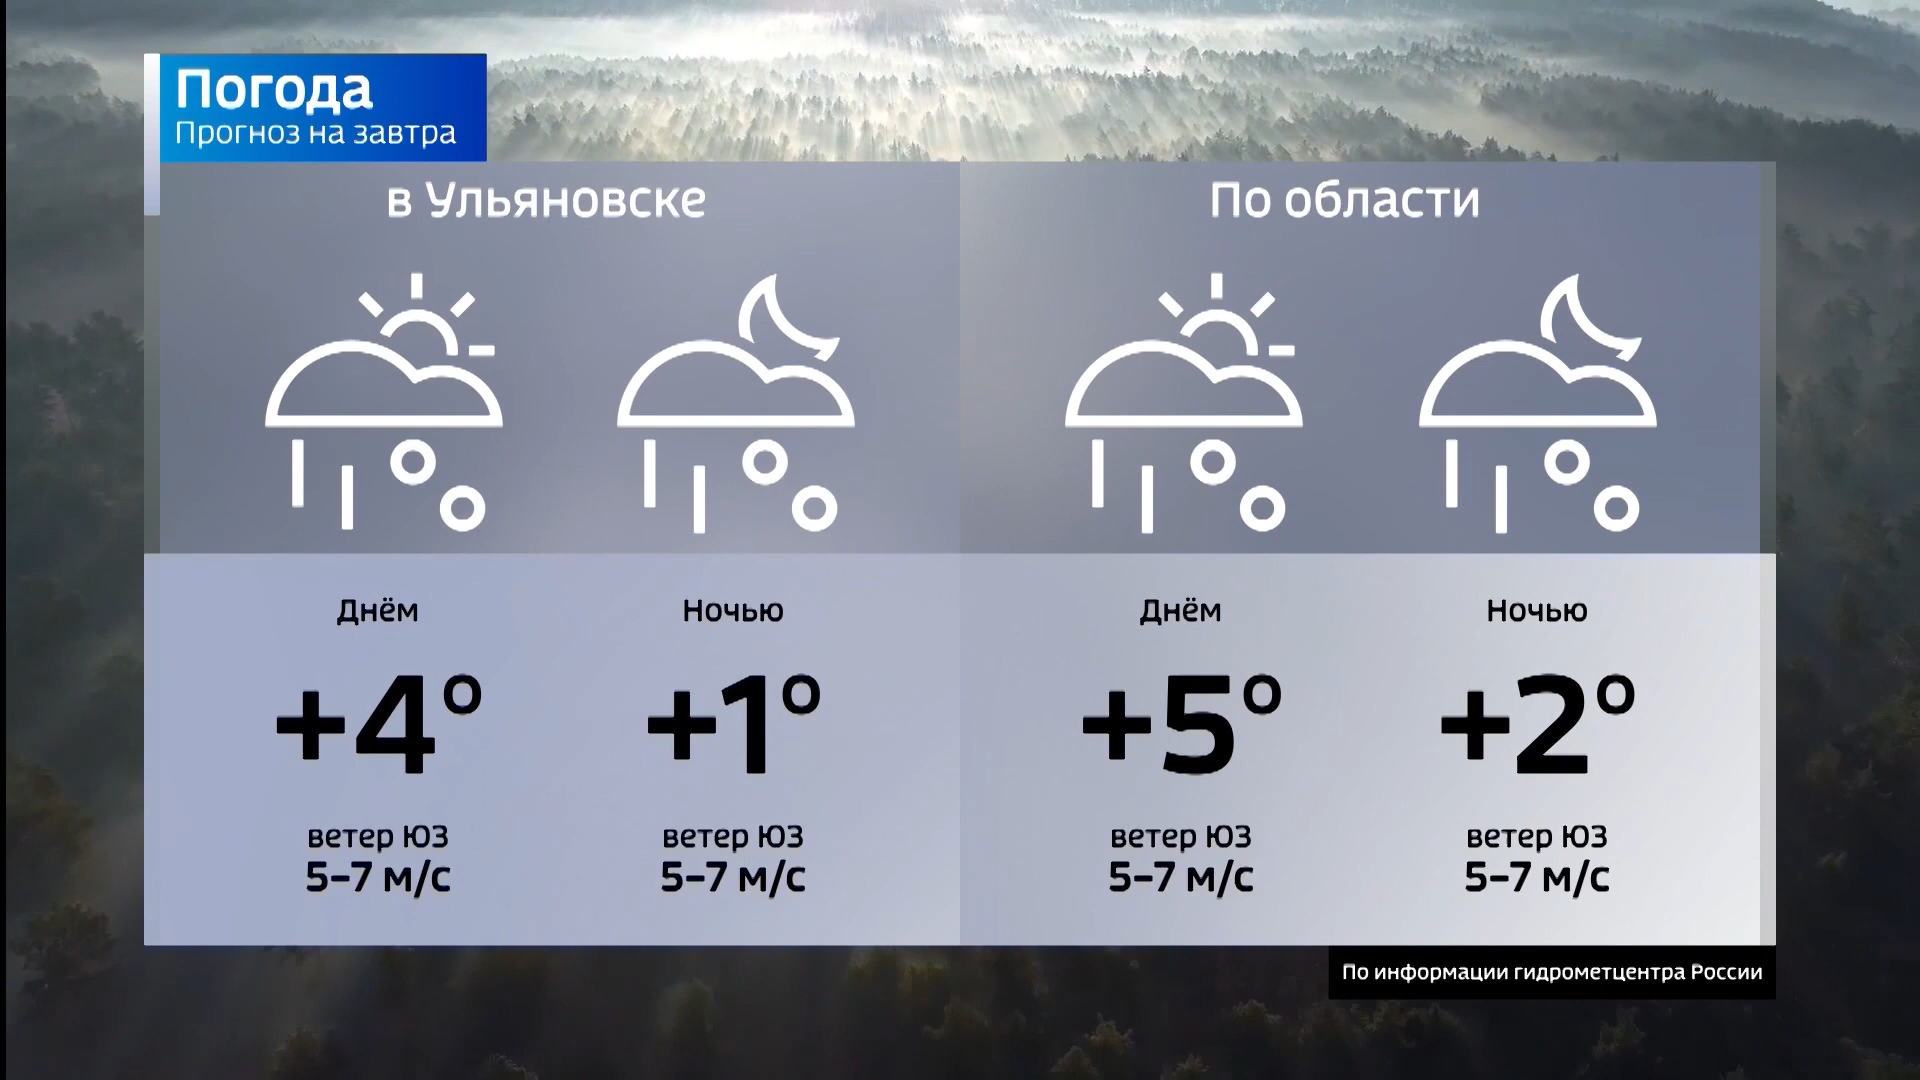 Погода
Прогноз на завтра
в Ульяновске
По области
Днём
Ночью
Днём
Ночью
+4°
+1°
+5°
+2°
ветер ЮЗ
5-7 м/с
ветер ЮЗ
5-7 м/с
ветер ЮЗ
5-7 м/с
ветер ЮЗ
5-7 м/с
По информации гидрометцентра России